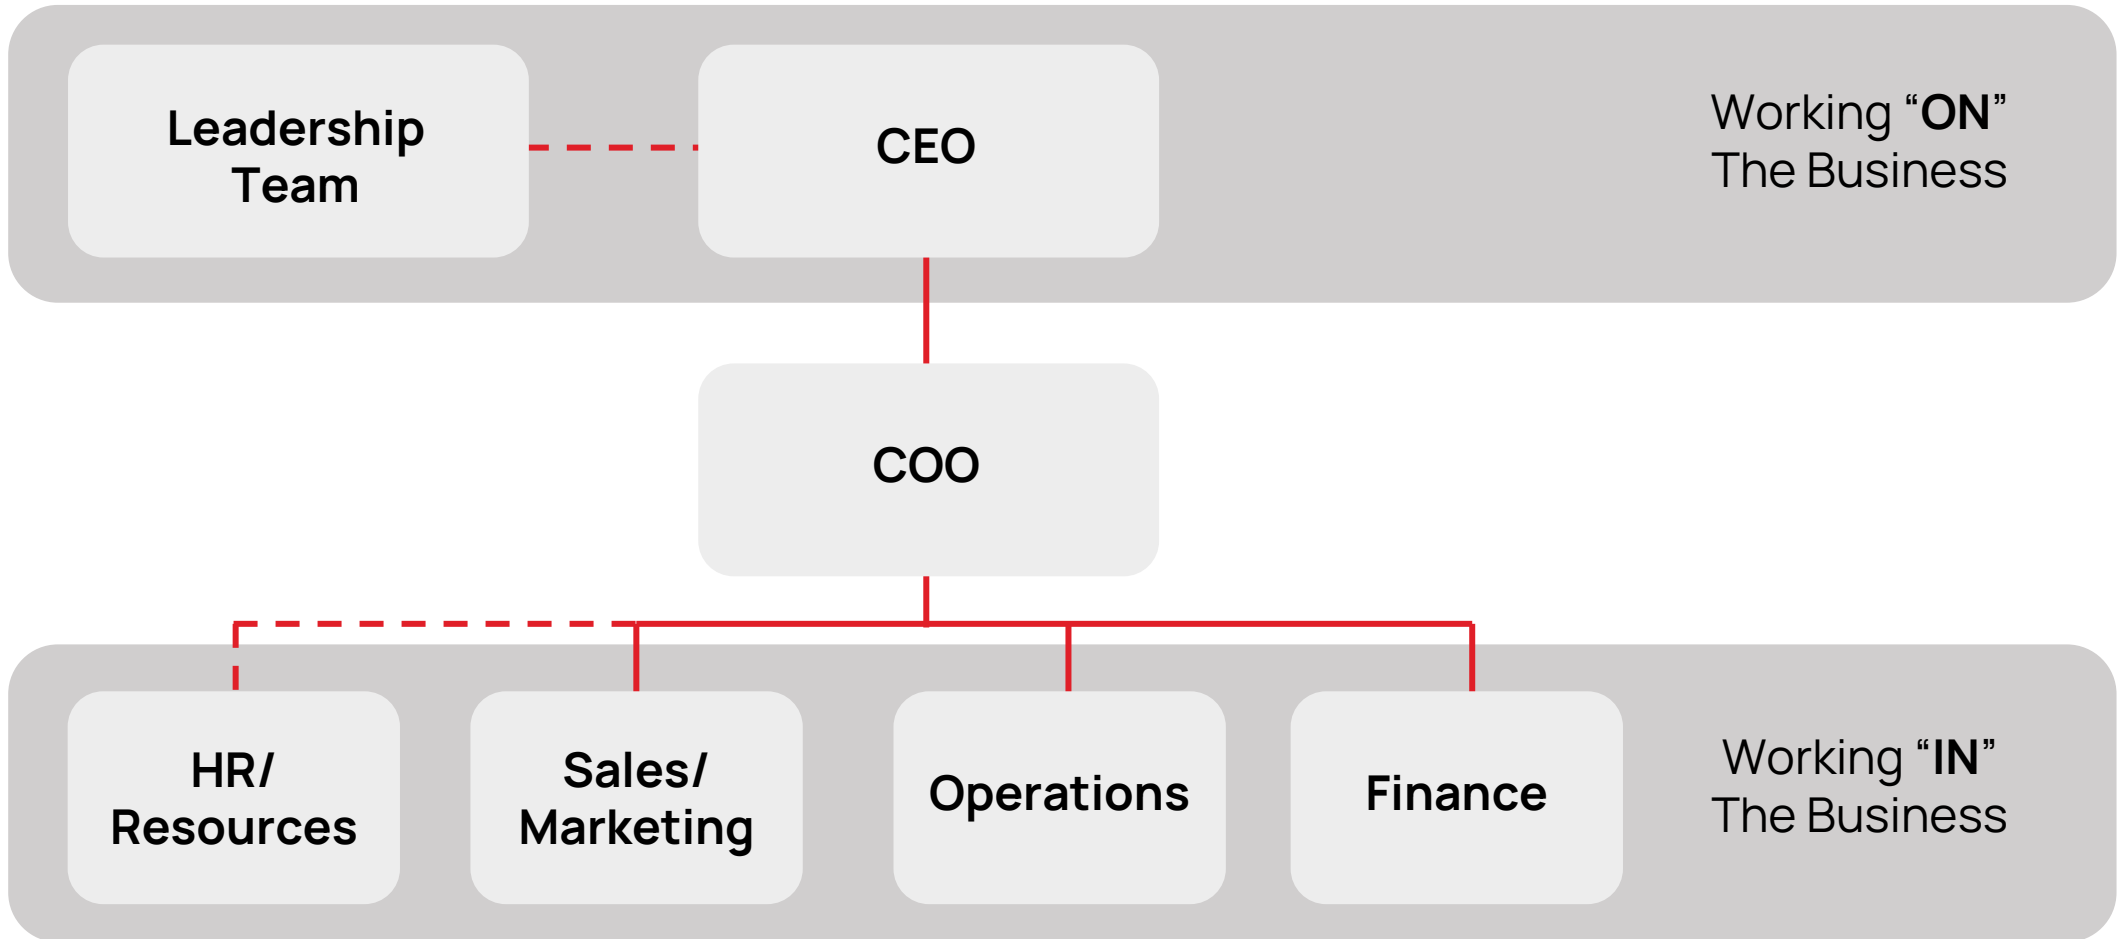 Leadership
Team
CEO
Working “ON”
The Business
COO
HR/
Resources
Sales/
Marketing
Operations
Finance
Working “IN”
The Business